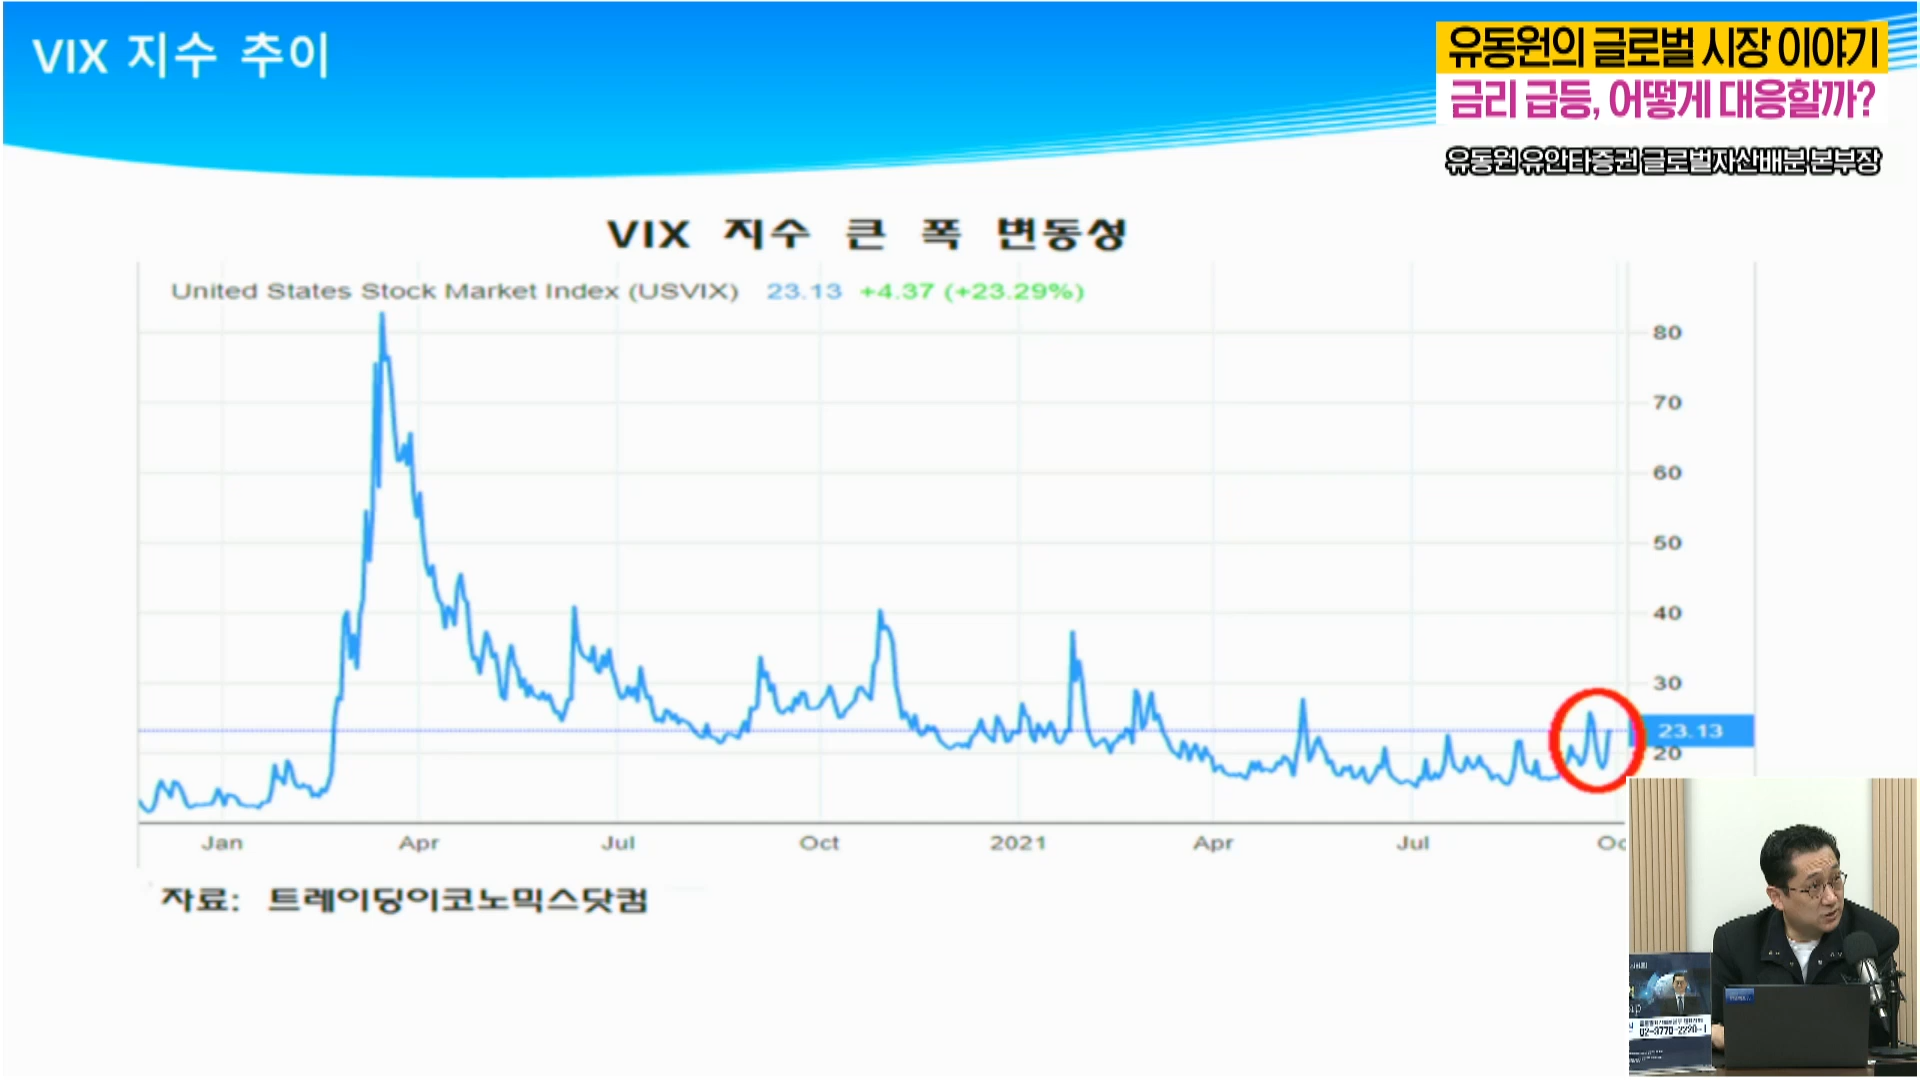 VIX 지수 추이
유동원의 글로벌 시장 이야기
금리 급등, 어떻게 대응할까?
유동원 유안타증권 글로벌자산배분 본부장
VIX 지수 큰 폭 변동성
United States Stock Market Index (USVIX) 23.13 +4.37 (+23.29%)
80
70
60
50
40
30
23.13
20
Jan Apr Jul Oct 2021 Apr Jul Oc
자료: 트레이딩이코노믹스닷컴
02-3770-2220~1